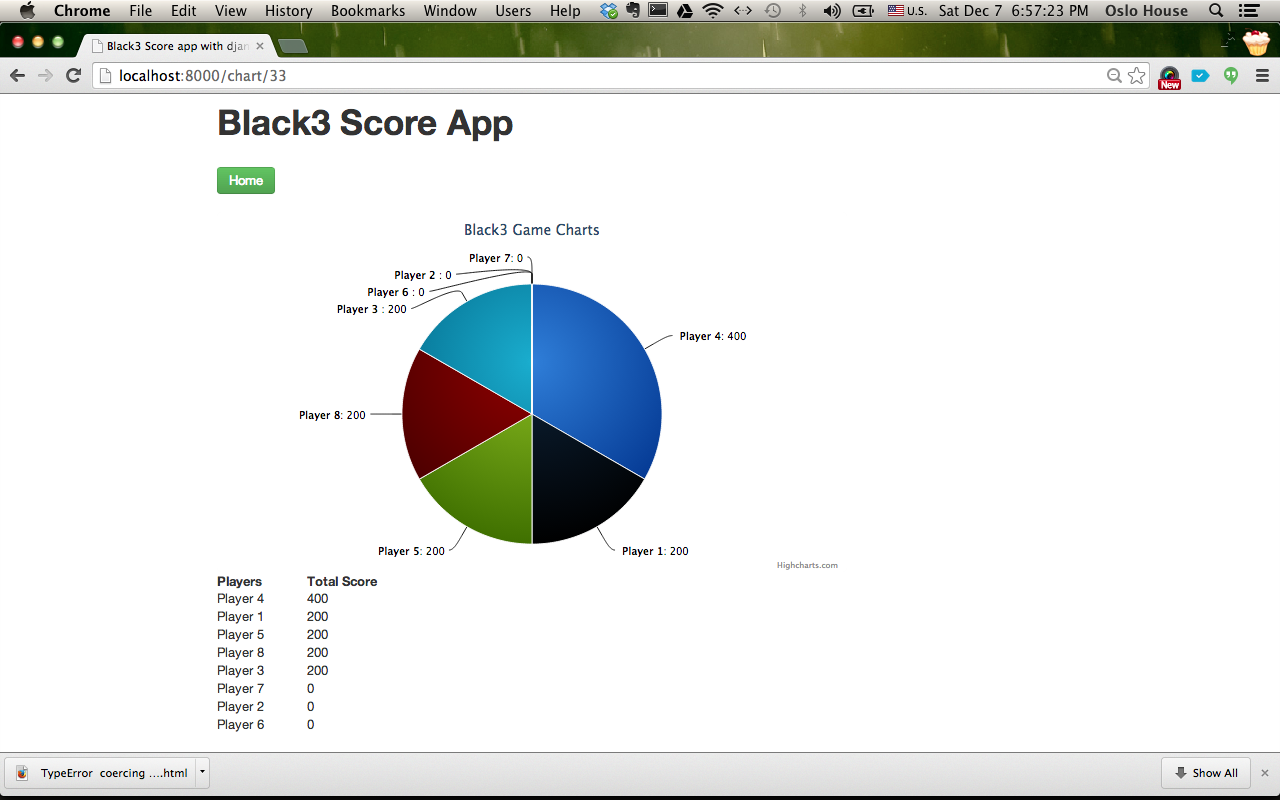 Chrome File Edit View History Bookmarks Window Users Help U.S. Sat Dec 7 6:57:23 PM Oslo House
Black3 Score app with djan
localhost:8000/chart/33
New
Black3 Score App
Home
Black3 Game Charts
Player 7: 0
Player 2 : 0
Player 6 : 0
Player 3 : 200
Player 4: 400
Player 8: 200
Player 5: 200
Player 1: 200
Highcharts.com
Players Total Score
Player 4 400
Player 1 200
Player 5 200
Player 8 200
Player 3 200
Player 7 0
Player 2 0
Player 6 0
TypeError coercing ....html Show All